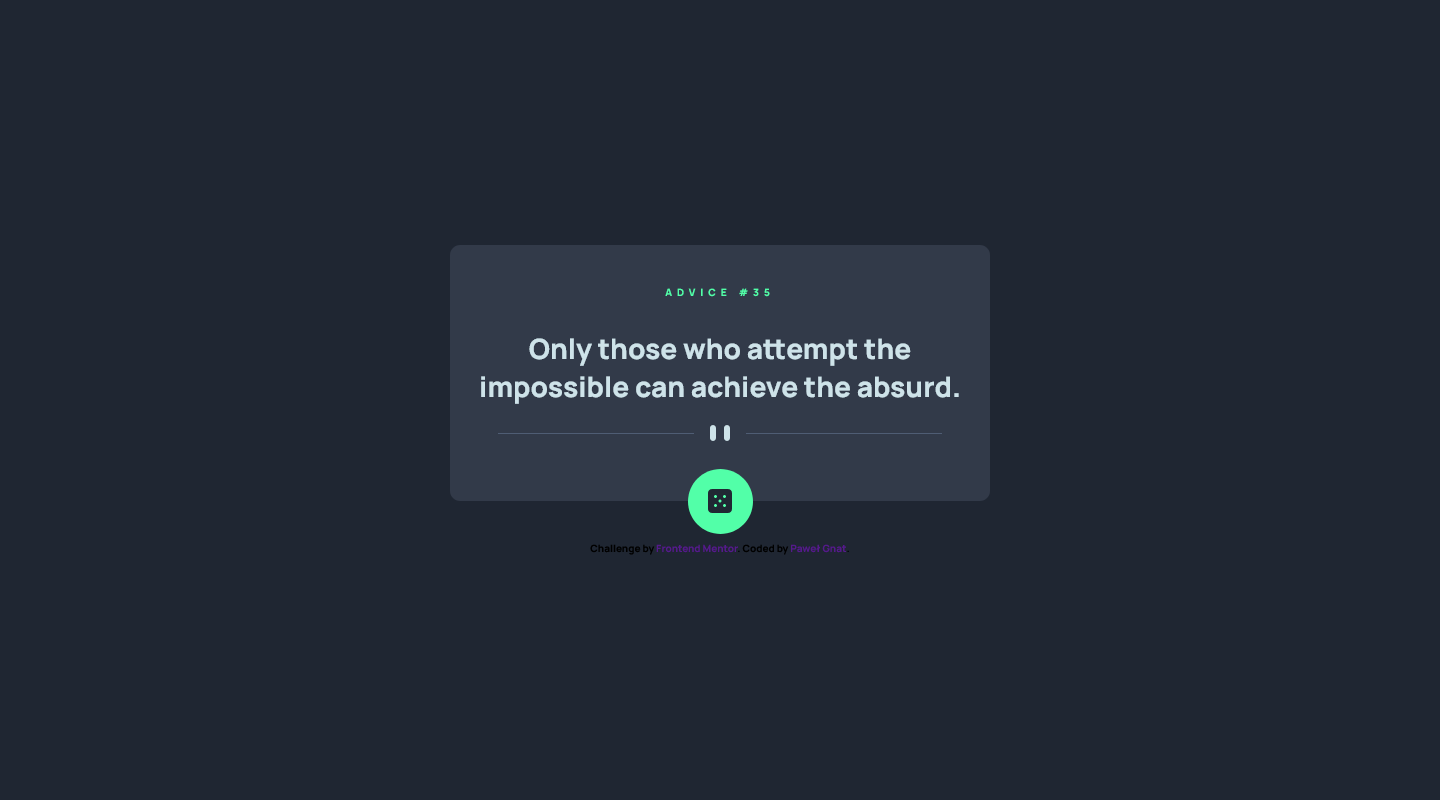 ADVICE #35
Only those who attempt the
impossible can achieve the absurd.
Challenge by Frontend Mentor. Coded by Paweł Gnat.